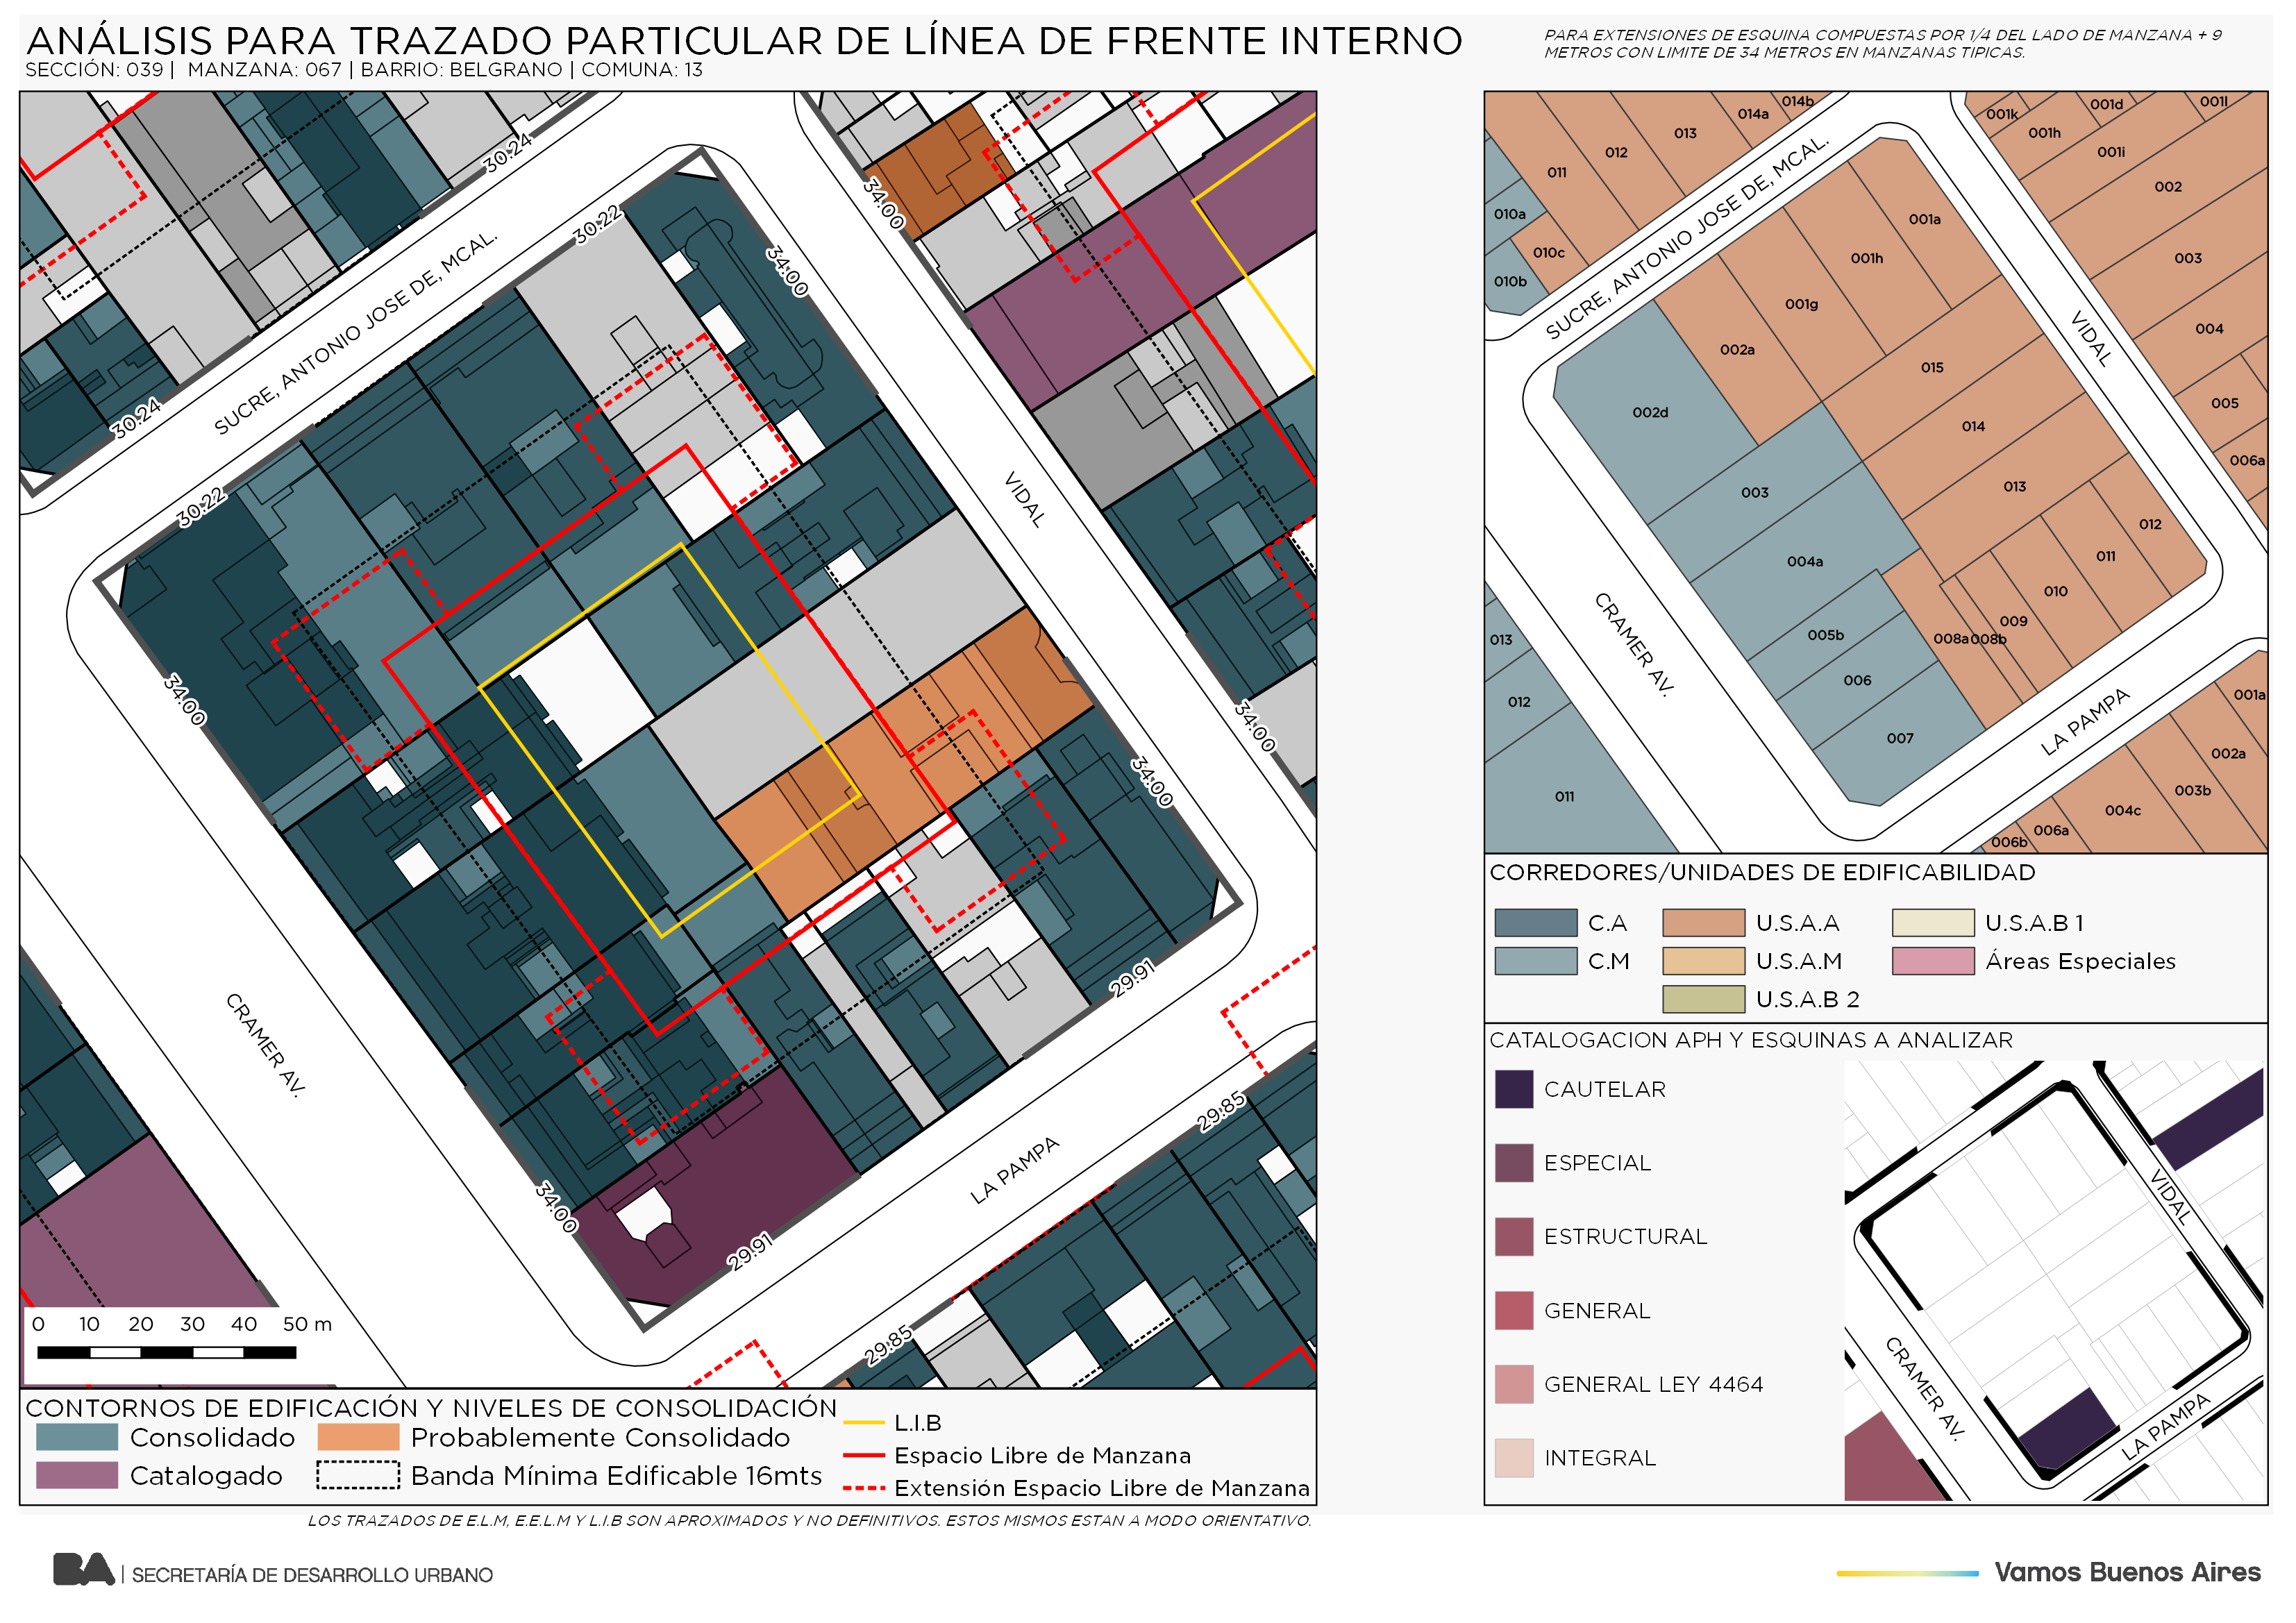 ANÁLISIS PARA TRAZADO PARTICULAR DE LÍNEA DE FRENTE INTERNO
SECCIÓN: 039 | MANZANA: 067 | BARRIO: BELGRANO | COMUNA: 13
PARA EXTENSIONES DE ESQUINA COMPUESTAS POR 1/4 DEL LADO DE MANZANA + 9
METROS CON LIMITE DE 34 METROS EN MANZANAS TIPICAS.
30.24
30.24
SUCRE, ANTONIO JOSE DE, MCAL.
30.22
30.22
34.00
34.00
VIDAL
34.00
34.00
34.00
CRAMER AV.
34.00
29.91
29.91
LA PAMPA
29.85
29.85
0 10 20 30 40 50 m
CONTORNOS DE EDIFICACIÓN Y NIVELES DE CONSOLIDACIÓN
Consolidado
Probablemente Consolidado
Catalogado
Banda Mínima Edificable 16mts
L.I.B
Espacio Libre de Manzana
Extensión Espacio Libre de Manzana
LOS TRAZADOS DE E.L.M, E.E.L.M Y L.I.B SON APROXIMADOS Y NO DEFINITIVOS. ESTOS MISMOS ESTAN A MODO ORIENTATIVO.
014b
014a
013
012
011
010a
010c
010b
001k
001d
001l
001h
001i
002
003
004
005
006a
SUCRE, ANTONIO JOSE DE, MCAL.
VIDAL
001a
001h
001g
002a
015
002d
014
003
013
004a
012
011
010
009
008a
008b
005b
006
007
CRAMER AV.
LA PAMPA
013
012
011
001a
002a
003b
004c
006a
006b
CORREDORES/UNIDADES DE EDIFICABILIDAD
C.A
U.S.A.A
U.S.A.B 1
C.M
U.S.A.M
Áreas Especiales
U.S.A.B 2
CATALOGACION APH Y ESQUINAS A ANALIZAR
CAUTELAR
ESPECIAL
ESTRUCTURAL
GENERAL
GENERAL LEY 4464
INTEGRAL
VIDAL
CRAMER AV.
LA PAMPA
BA | SECRETARÍA DE DESARROLLO URBANO
Vamos Buenos Aires